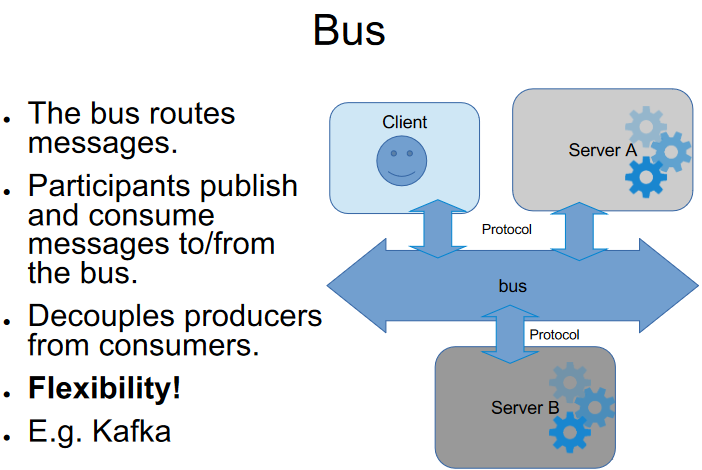 Bus
The bus routes
messages.
Participants publish
and consume
messages to/from
the bus.
Decouples producers
from consumers.
Flexibility!
E.g. Kafka
Client
Server A
Protocol
bus
Protocol
Server B